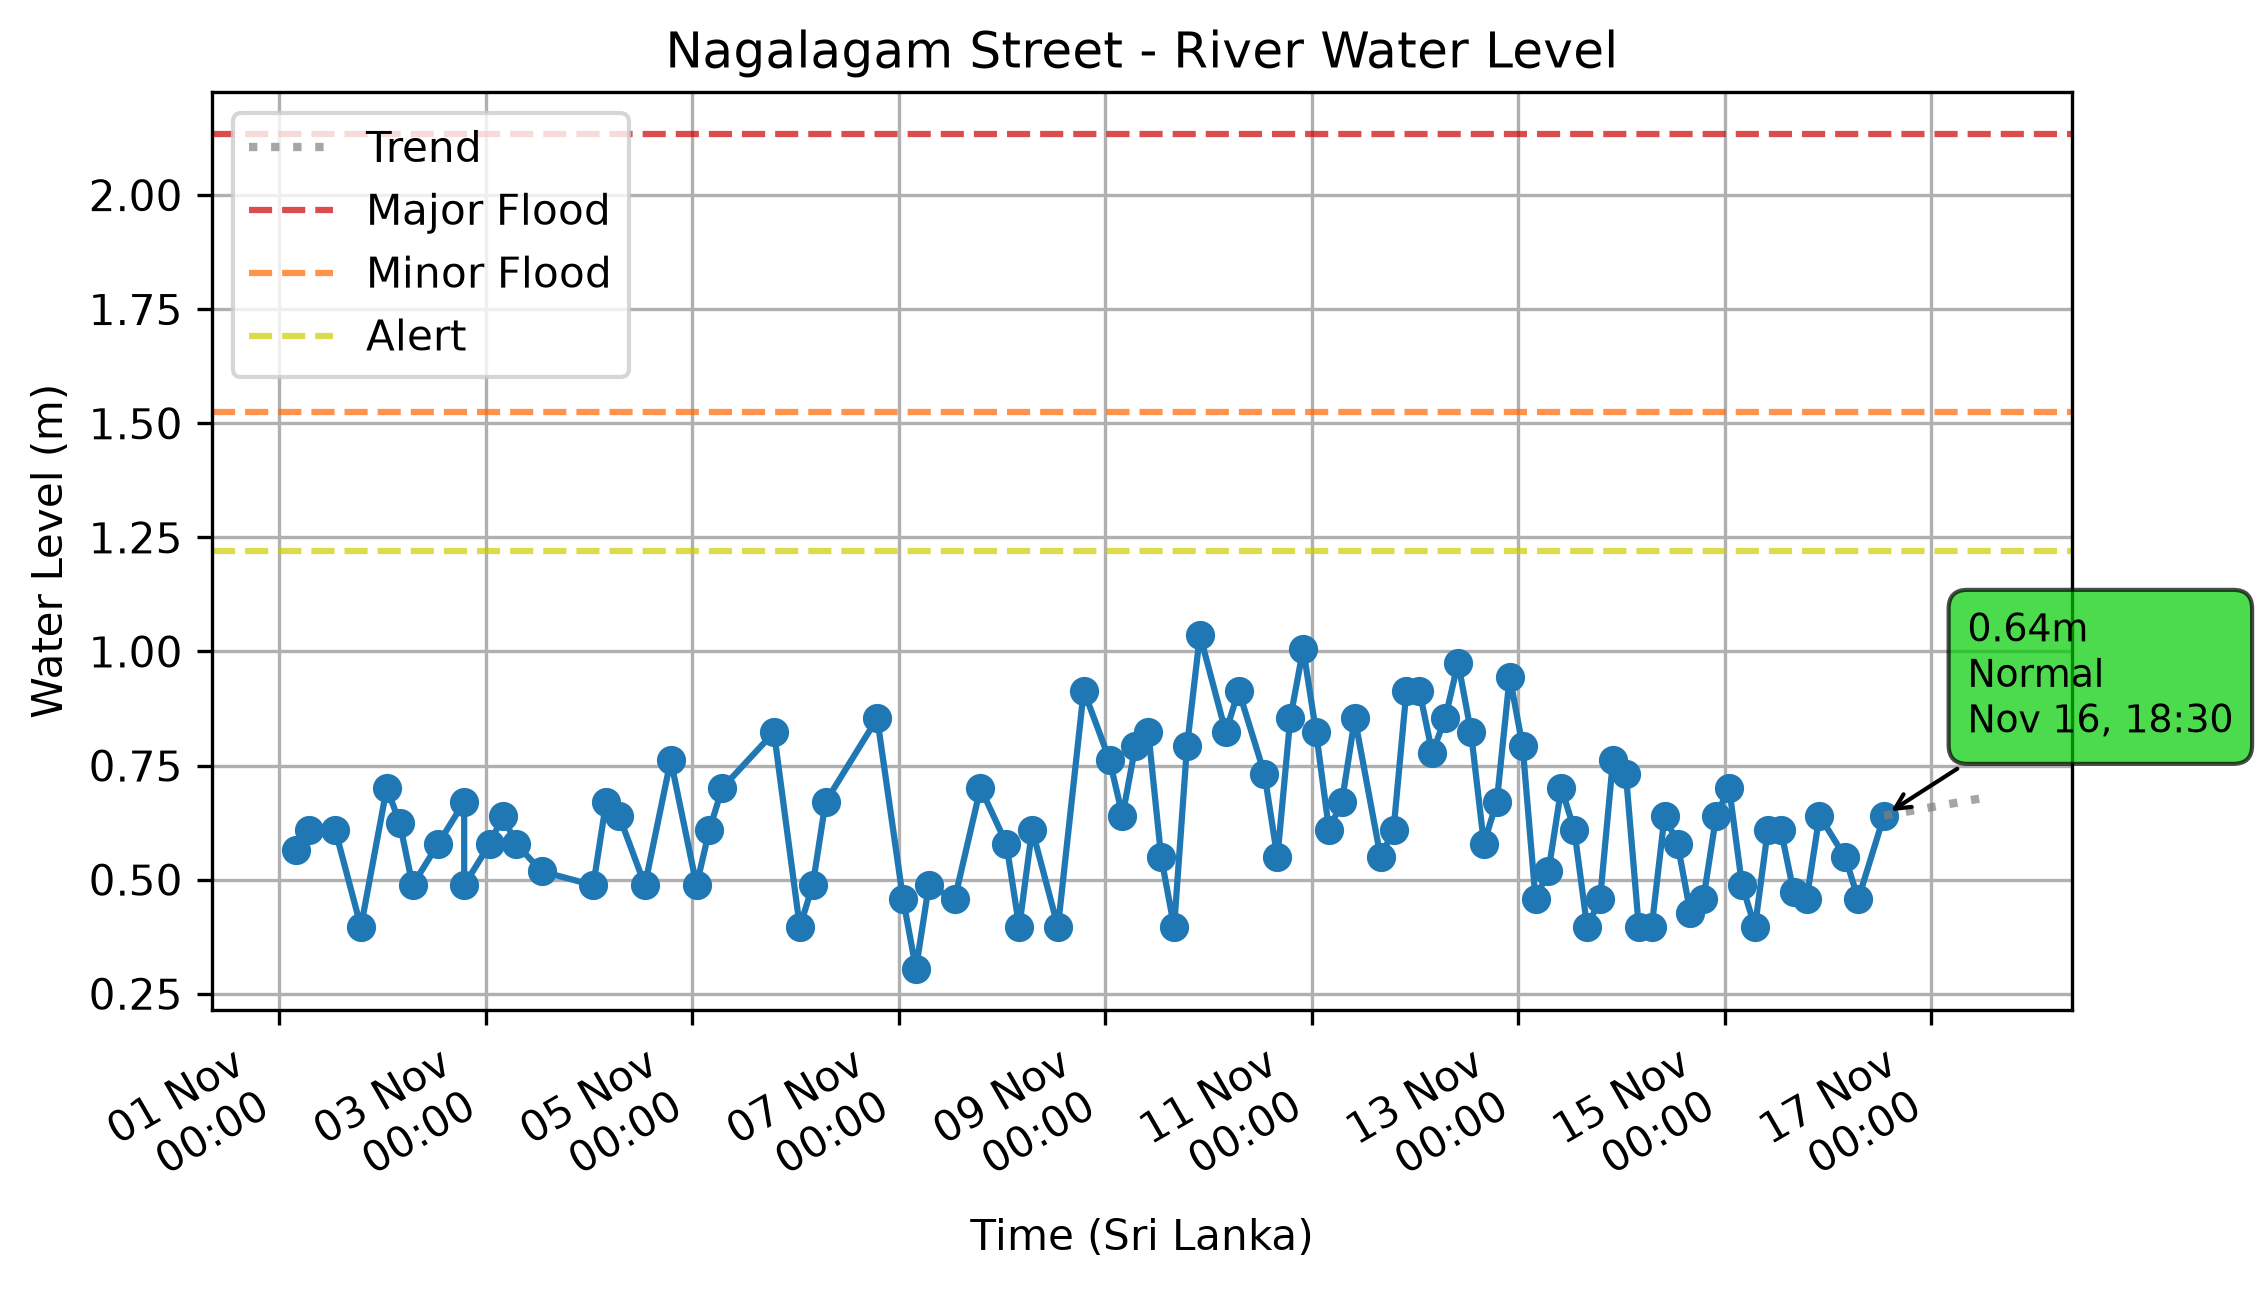 Nagalagam Street - River Water Level
Trend
Major Flood
Minor Flood
Alert
2.00
1.75
1.50
1.25
1.00
0.75
0.50
0.25
Water Level (m)
0.64m
Normal
Nov 16, 18:30
01 Nov
00:00
03 Nov
00:00
05 Nov
00:00
07 Nov
00:00
09 Nov
00:00
11 Nov
00:00
13 Nov
00:00
15 Nov
00:00
17 Nov
00:00
Time (Sri Lanka)